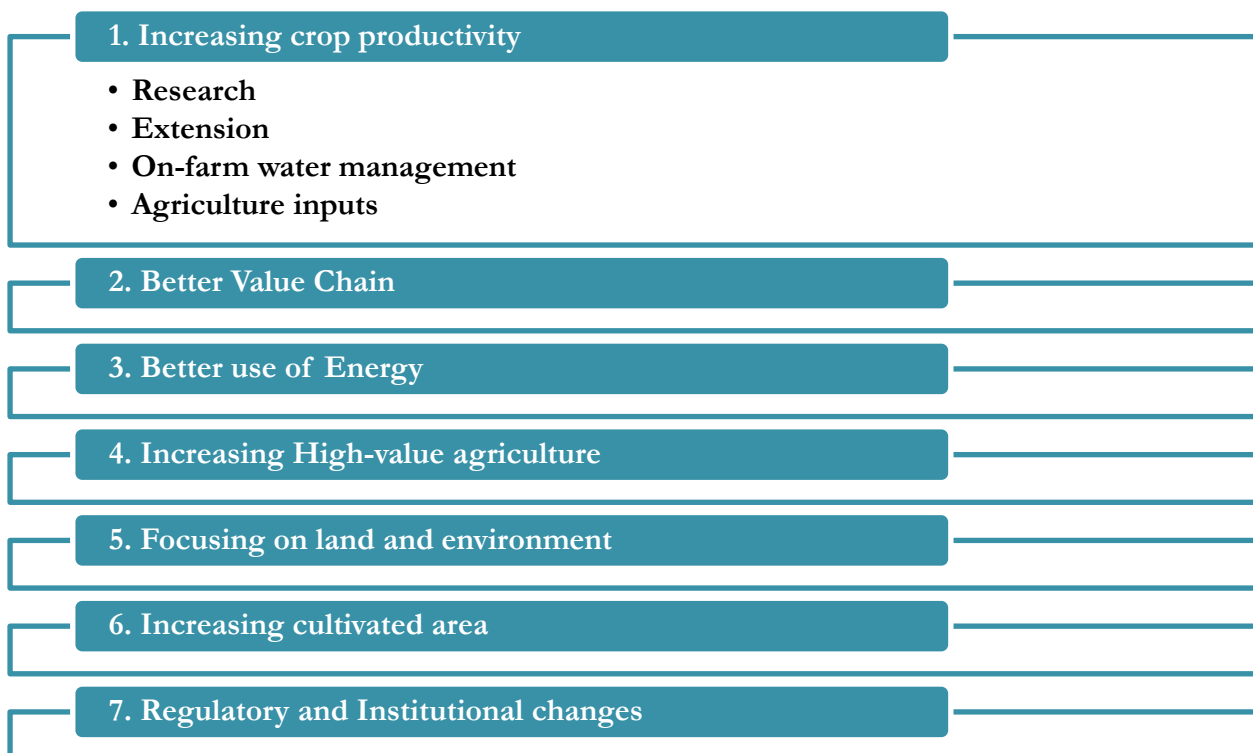 1. Increasing crop productivity
• Research
• Extension
• On-farm water management
• Agriculture inputs
2. Better Value Chain
3. Better use of Energy
4. Increasing High-value agriculture
5. Focusing on land and environment
6. Increasing cultivated area
7. Regulatory and Institutional changes